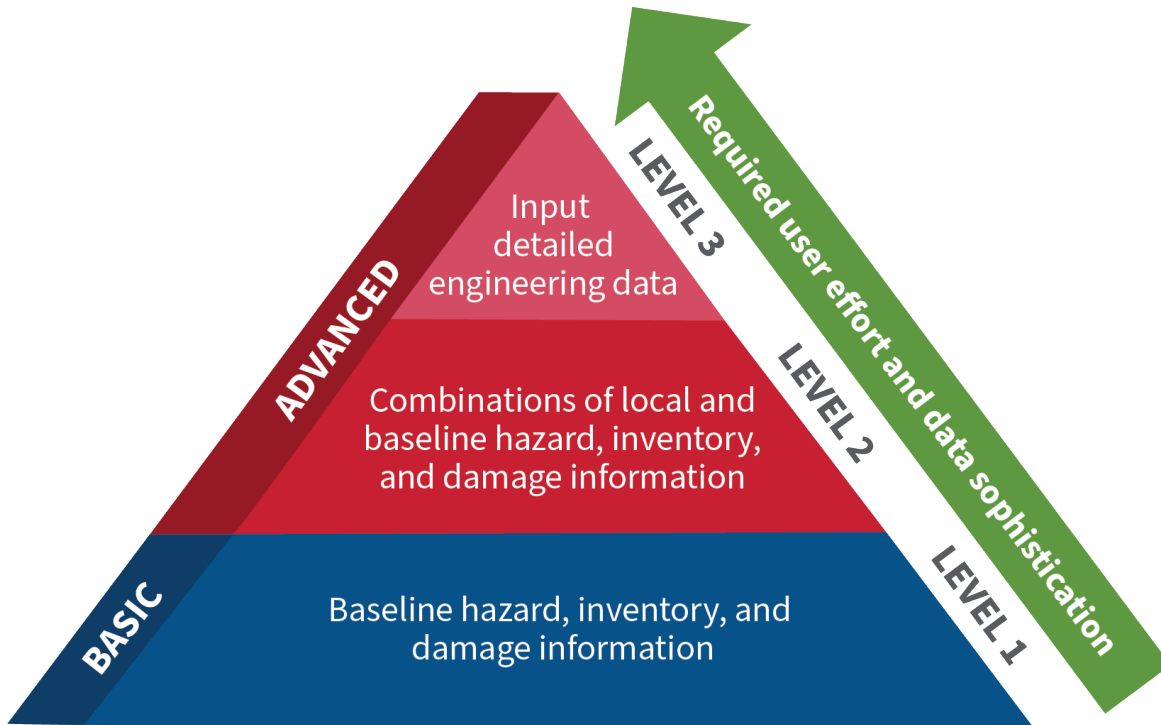 Input
detailed
engineering data
Combinations of local and
baseline hazard, inventory,
and damage information
Baseline hazard, inventory, and
damage information
ADVANCED
BASIC
LEVEL 3
LEVEL 2
LEVEL 1
Required user effort and data sophistication